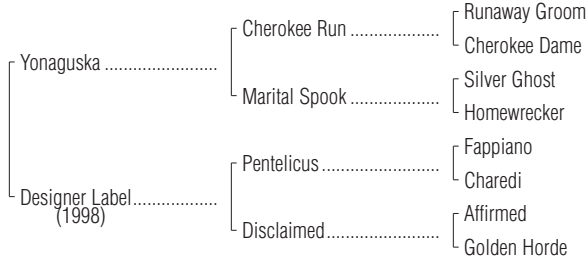 Runaway Groom
Cherokee Run ....................
Cherokee Dame
Yonaguska .........................
Silver Ghost
Marital Spook ....................
Homewrecker
Fappiano
Pentelicus ..........................
Charedi
Designer Label...................
(1998)
Affirmed
Disclaimed.........................
Golden Horde